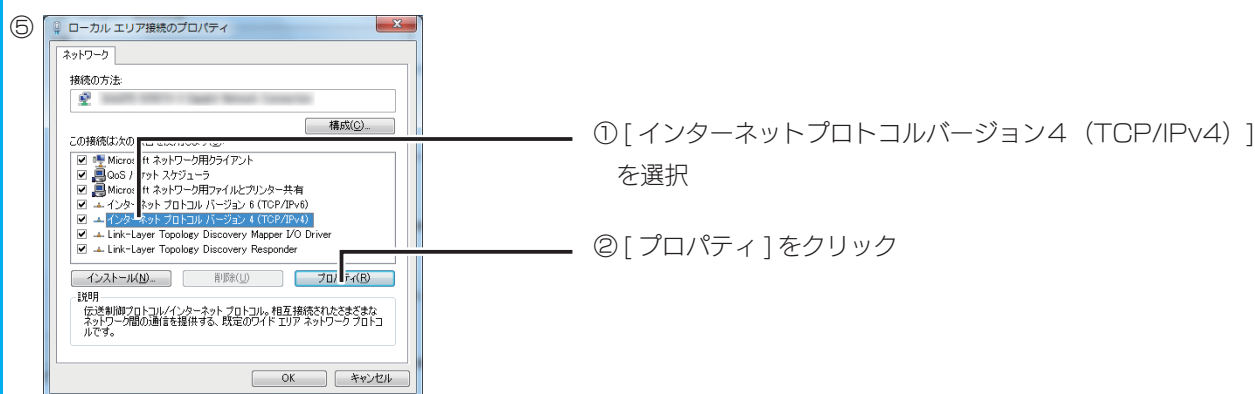 ⑤
ローカル エリア接続のプロパティ
ネットワーク
接続の方法:
構成(C)...
この接続は次の
Micros ft ネットワーク用クライアント
QoS ケット スケジューラ
Micros ft ネットワーク用ファイルとプリンター共有
インターネット プロトコル バージョン 6 (TCP/IPv6)
インターネット プロトコル バージョン 4 (TCP/IPv4)
Link-Layer Topology Discovery Mapper I/O Driver
Link-Layer Topology Discovery Responder
インストール(N)...
削除(U)
プロパティ(R)
説明
伝送制御プロトコル/インターネット プロトコル。相互接続されたさまざまな
ネットワーク間の通信を提供する、既定のワイド エリア ネットワーク プロトコ
ルです。
OK
キャンセル
① [ インターネットプロトコルバージョン4（TCP/IPv4）]
を選択
② [ プロパティ ] をクリック